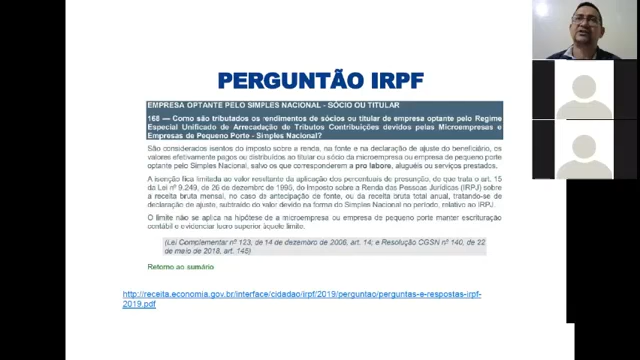 PERGUNTÃO IRPF
EMPRESA OPTANTE PELO SIMPLES NACIONAL - SÓCIO OU TITULAR
168 — Como são tributados os rendimentos de sócios ou titular de empresa optante pelo Regime
Especial Unificado de Arrecadação de Tributos Contribuições devidos pelas Microempresas e
Empresas de Pequeno Porte - Simples Nacional?
São considerados isentos do imposto sobre a renda, na fonte e na declaração de ajuste do beneficiário, os
valores efetivamente pagos ou distribuídos ao titular ou sócio da microempresa ou empresa de pequeno porte
optante pelo Simples Nacional, salvo os que corresponderem a pro labore, aluguéis ou serviços prestados.
A isenção fica limitada ao valor resultante da aplicação dos percentuais de presunção, de que trata o art. 15
da Lei nº 9.249, de 26 de dezembro de 1995, do Imposto sobre a Renda das Pessoas Jurídicas (IRPJ) sobre
a receita bruta mensal, no caso de antecipação de fonte, ou da receita bruta total anual, tratando-se de
declaração de ajuste, subtraído do valor devido na forma do Simples Nacional no período, relativo ao IRPJ.
O limite não se aplica na hipótese de a microempresa ou empresa de pequeno porte manter escrituração
contábil e evidenciar lucro superior àquele limite.
(Lei Complementar nº 123, de 14 de dezembro de 2006, art. 14; e Resolução CGSN nº 140, de 22
de maio de 2018, art. 145)
Retorno ao sumário
http://receita.economia.gov.br/interface/cidadao/irpf/2019/perguntao/perguntas-e-respostas-irpf-
2019.pdf